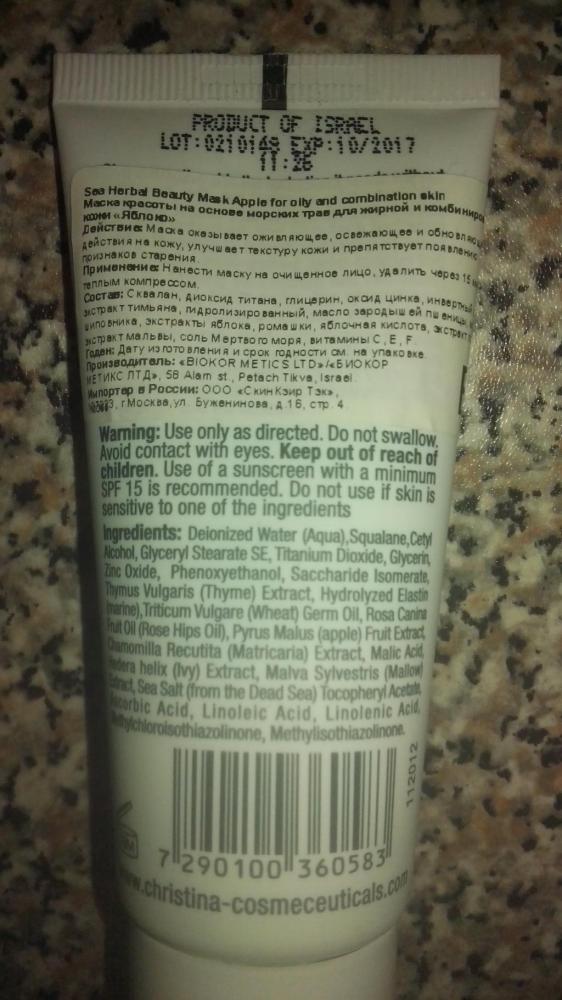 PRODUCT OF ISRAEL
LOT:0210149 EXP:10/2017
11:26
Sea Herbal Beauty Mask Apple for oily and combination skin
Маска красоты на основе морских трав для жирной и
кожи «Яблоко»
Действие: Маска оказывает оживляющее, освежающее и
действия на кожу, улучшает текстуру кожи и препятствует
признаков старения.
Применение: Нанести маску на очищенное лицо, удалить через 15
теплым компрессом.
Состав: Сквалан, диоксид титана, глицерин, оксид цинка,
экстракт тимьяна, гидролизированный, масло зародышей пшеницы,
шиповника, экстракты яблока, ромашки, яблочная кислота, экстракт
экстракт мальвы, соль Мертвого моря, витамины С, Е, F.
Годен: Дату изготовления и срок годности см. на упаковке.
Производитель: «BIOKOR METICS LTD»/«БИОКОР
МЕТИКС ЛТД», 58 Alam st., Petach Tikva, Israel.
Импортер в России: ООО «СкинКэир Тэк»,
г.Москва, ул. Буженинова, д.16, стр. 4
Warning: Use only as directed. Do not swallow.
Avoid contact with eyes. Keep out of reach of
children. Use of a sunscreen with a minimum
SPF 15 is recommended. Do not use if skin is
sensitive to one of the ingredients
Ingredients: Deionized Water (Aqua),Squalane,Cetyl
Alcohol, Glyceryl Stearate SE, Titanium Dioxide, Glycerin,
Zinc Oxide, Phenoxyethanol, Saccharide Isomerate,
Thymus Vulgaris (Thyme) Extract, Hydrolyzed Elastin
(marine),Triticum Vulgare (Wheat) Germ Oil, Rosa Canina
Fruit Oil (Rose Hips Oil), Pyrus Malus (apple) Fruit Extract,
Chamomilla Recutita (Matricaria) Extract, Malic Acid,
Hedera helix (Ivy) Extract, Malva Sylvestris (Mallow)
Extract, Sea Salt (from the Dead Sea) Tocopheryl Acetate,
Ascorbic Acid, Linoleic Acid, Linolenic Acid,
Methylchloroisothiazolinone, Methylisothiazolinone.
112012
7 290100 360583
www.christina-cosmeceuticals.com